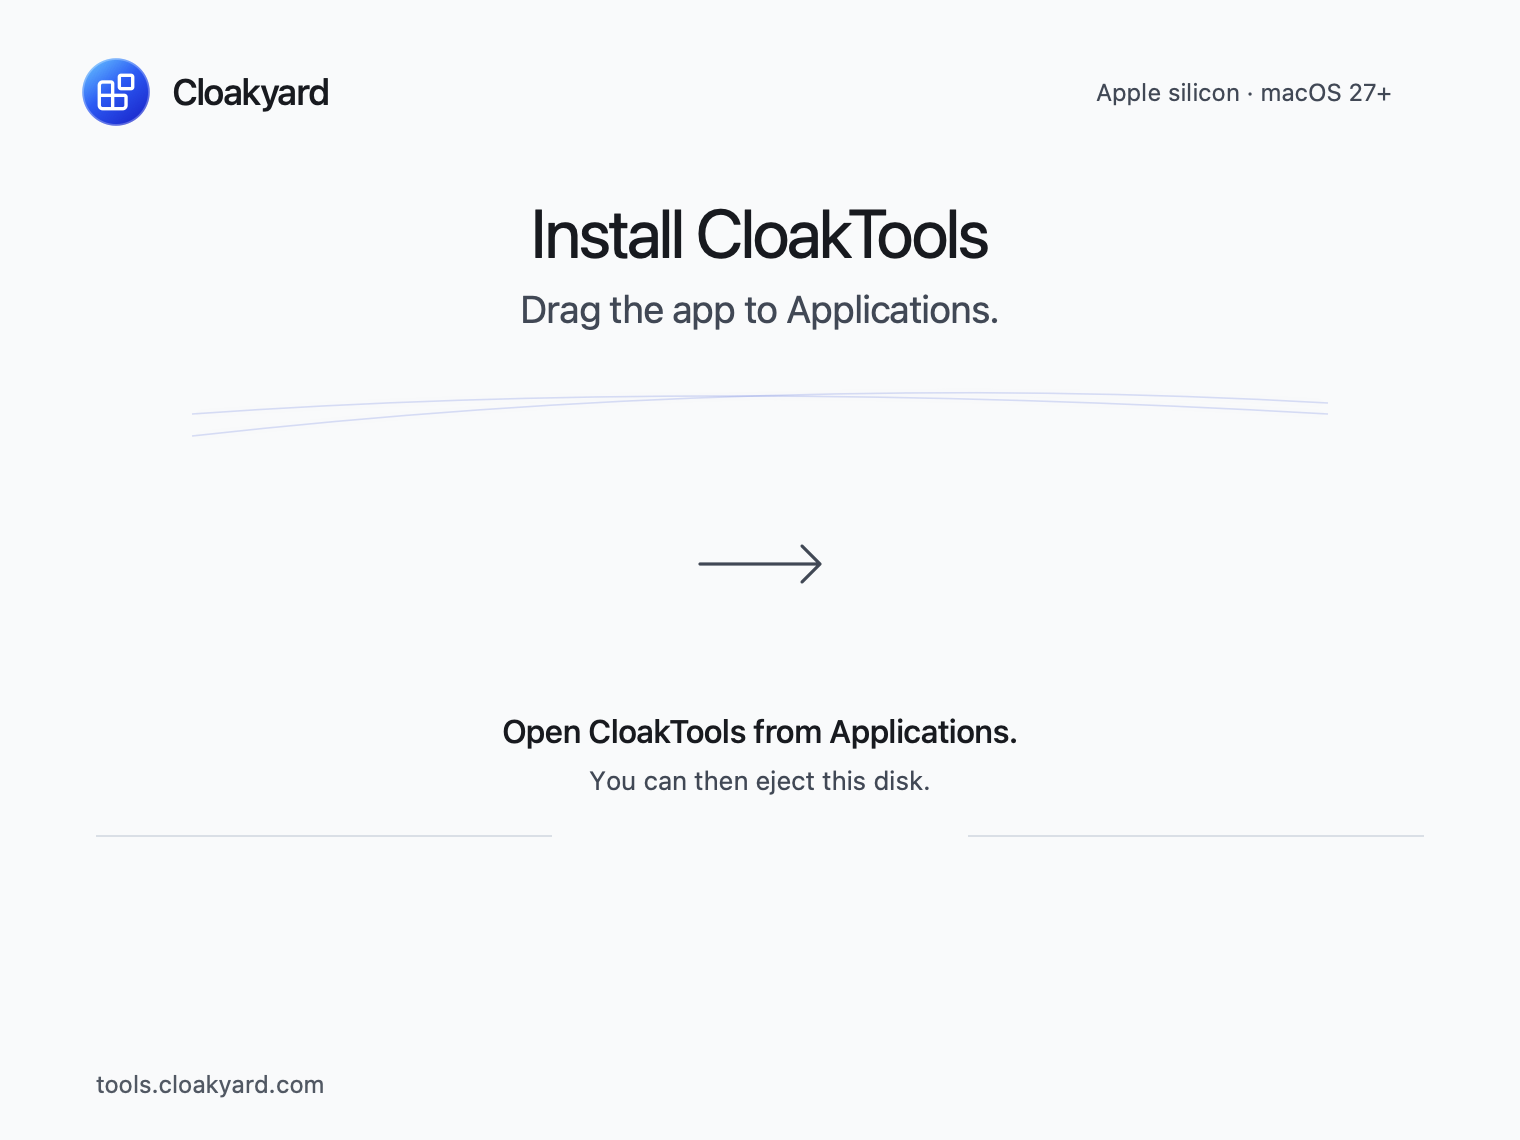 Cloakyard
Apple silicon · macOS 27+
Install CloakTools
Drag the app to Applications.
Open CloakTools from Applications.
You can then eject this disk.
tools.cloakyard.com